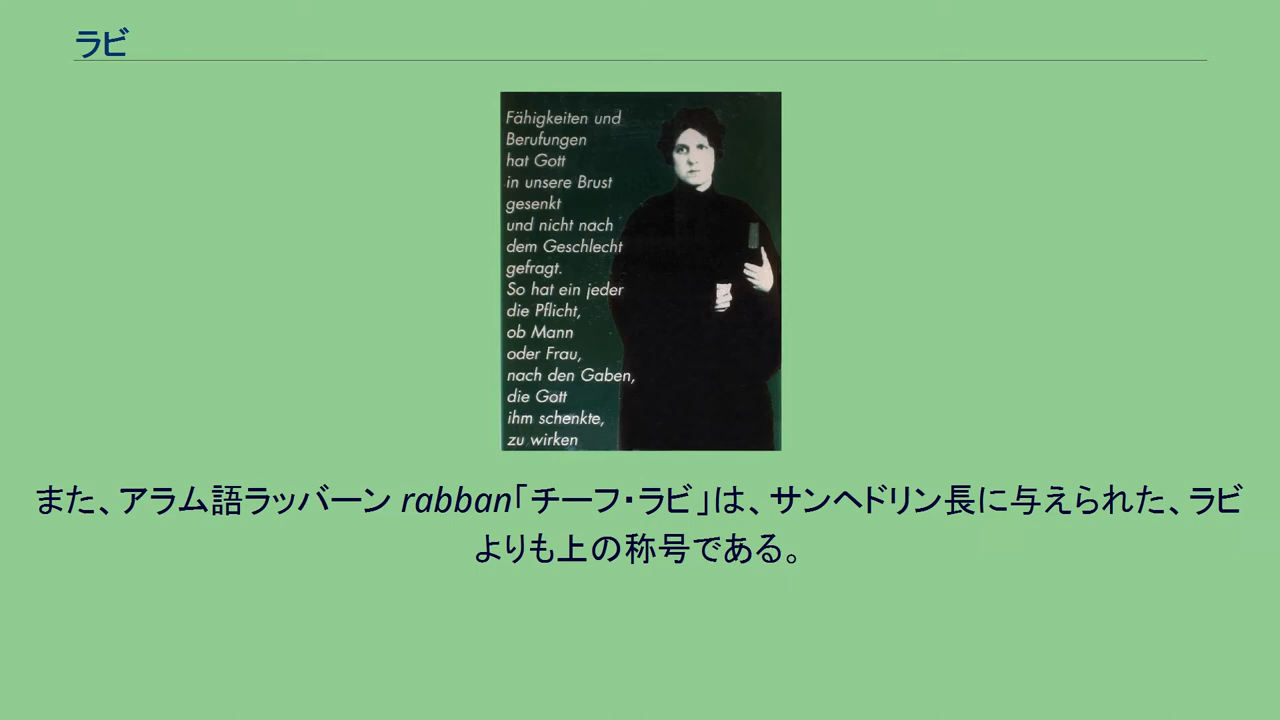 ラビ
Fähigkeiten und
Berufungen
hat Gott
in unsere Brust
gesenkt
und nicht nach
dem Geschlecht
gefragt.
So hat ein jeder
die Pflicht,
ob Mann
oder Frau,
nach den Gaben,
die Gott
ihm schenkte,
zu wirken
また、アラム語ラッバーン rabban「チーフ・ラビ」は、サンヘドリン長に与えられた、ラビ
よりも上の称号である。